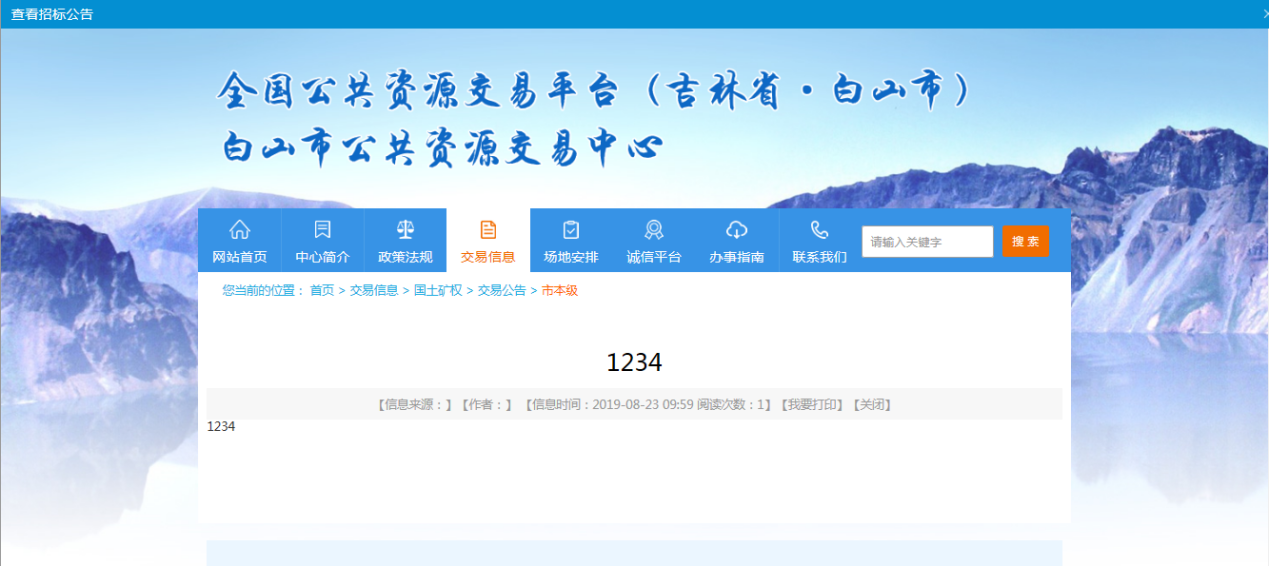 查看招标公告
全国公共资源交易平台（吉林省·白山市）
白山市公共资源交易中心
网站首页 中心简介 政策法规 交易信息 场地安排 诚信平台 办事指南 联系我们 请输入关键字 搜 索
您当前的位置： 首页 > 交易信息 > 国土矿权 > 交易公告 > 市本级
1234
【信息来源：】【作者：】 【信息时间：2019-08-23 09:59 阅读次数：1】【我要打印】【关闭】
1234